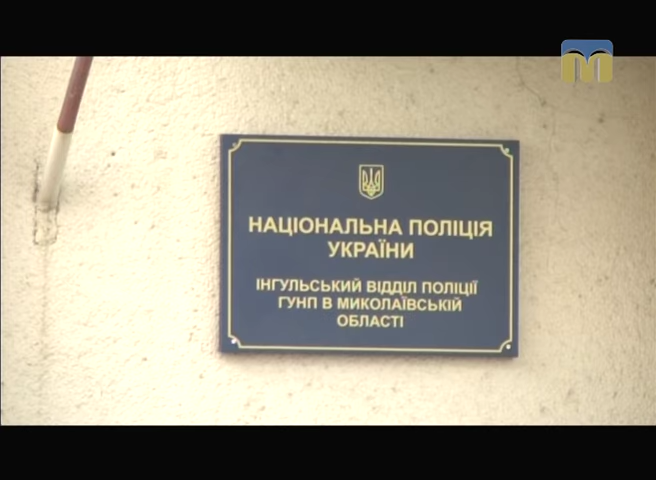 M
НАЦІОНАЛЬНА ПОЛІЦІЯ
УКРАЇНИ
ІНГУЛЬСЬКИЙ ВІДДІЛ ПОЛІЦІЇ
ГУНП В МИКОЛАЇВСЬКІЙ
ОБЛАСТІ